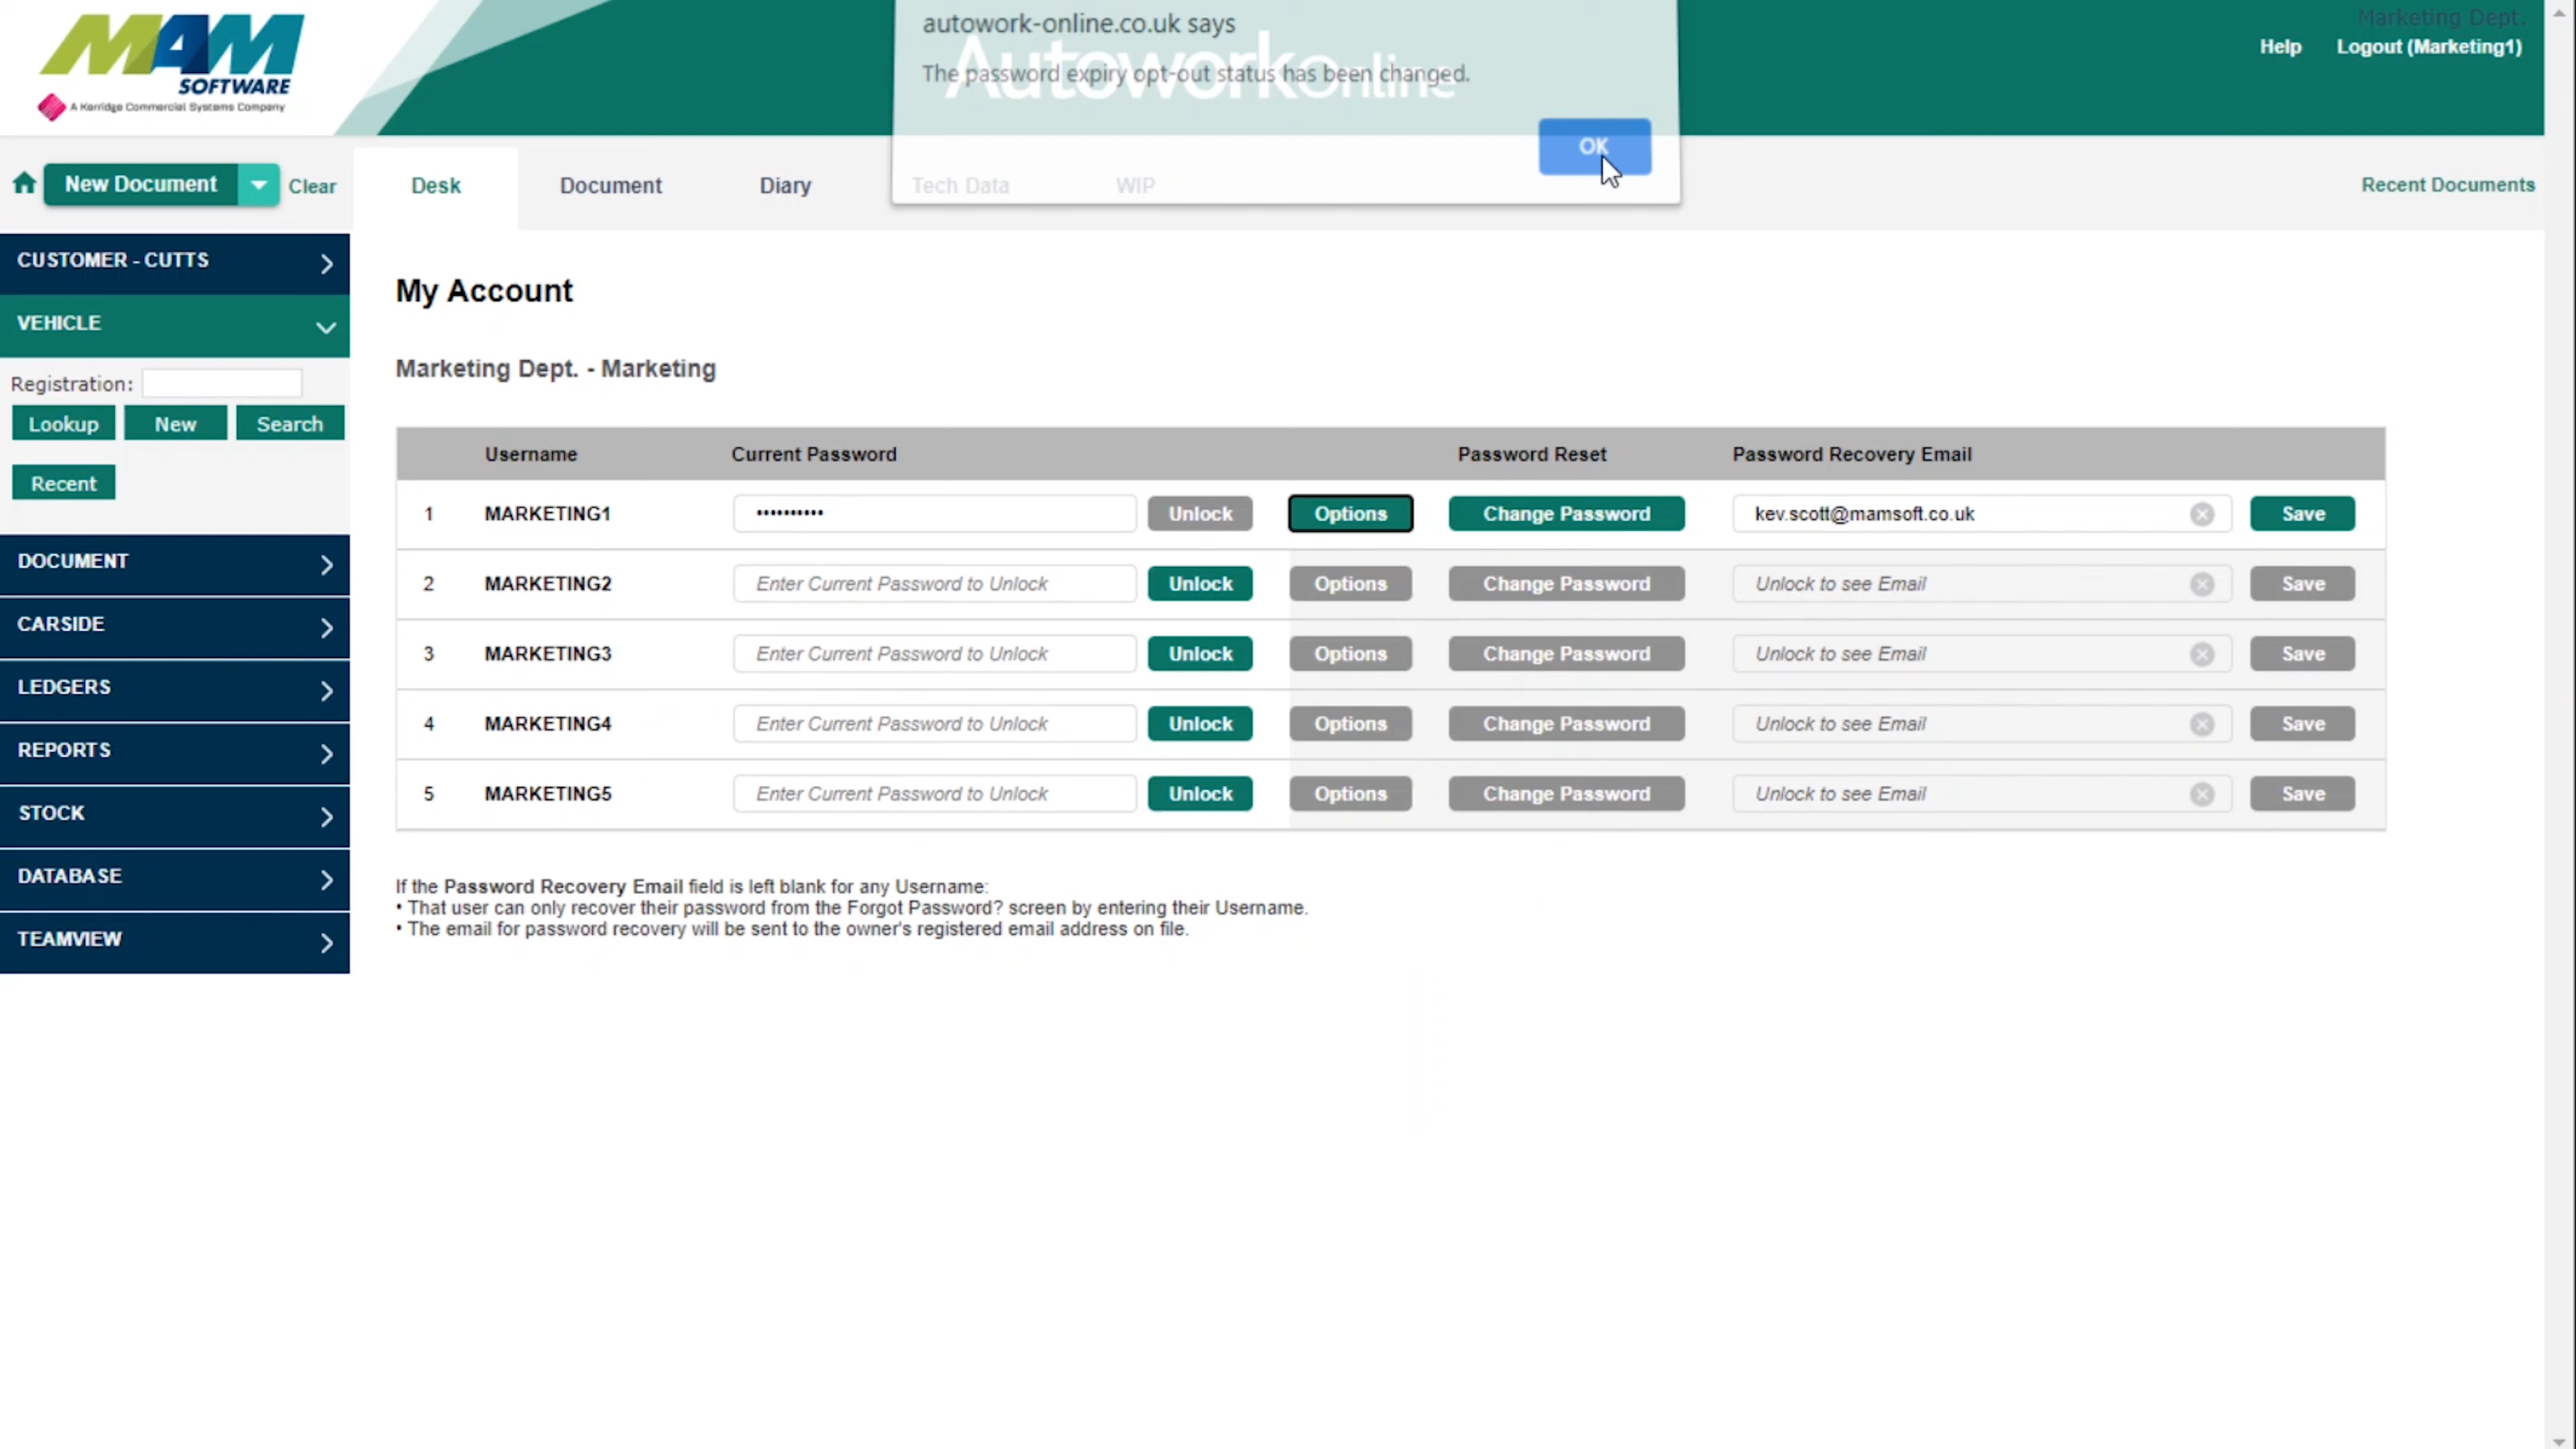 MAM
SOFTWARE
A Kerridge Commercial Systems Company
autowork-online.co.uk says
The password expiry opt-out status has been changed.
AutoworkOnline
OK
Marketing Dept.
Help
Logout (Marketing1)
New Document
Clear
Desk
Document
Diary
Tech Data
WIP
Recent Documents
CUSTOMER - CUTTS
VEHICLE
Registration:
Lookup New Search
Recent
DOCUMENT
CARSIDE
LEDGERS
REPORTS
STOCK
DATABASE
TEAMVIEW
My Account
Marketing Dept. - Marketing
Username Current Password Password Reset Password Recovery Email
1 MARKETING1 •••••••••• Unlock Options Change Password kev.scott@mamsoft.co.uk Save
2 MARKETING2 Enter Current Password to Unlock Unlock Options Change Password Unlock to see Email Save
3 MARKETING3 Enter Current Password to Unlock Unlock Options Change Password Unlock to see Email Save
4 MARKETING4 Enter Current Password to Unlock Unlock Options Change Password Unlock to see Email Save
5 MARKETING5 Enter Current Password to Unlock Unlock Options Change Password Unlock to see Email Save
If the Password Recovery Email field is left blank for any Username:
• That user can only recover their password from the Forgot Password? screen by entering their Username.
• The email for password recovery will be sent to the owner's registered email address on file.